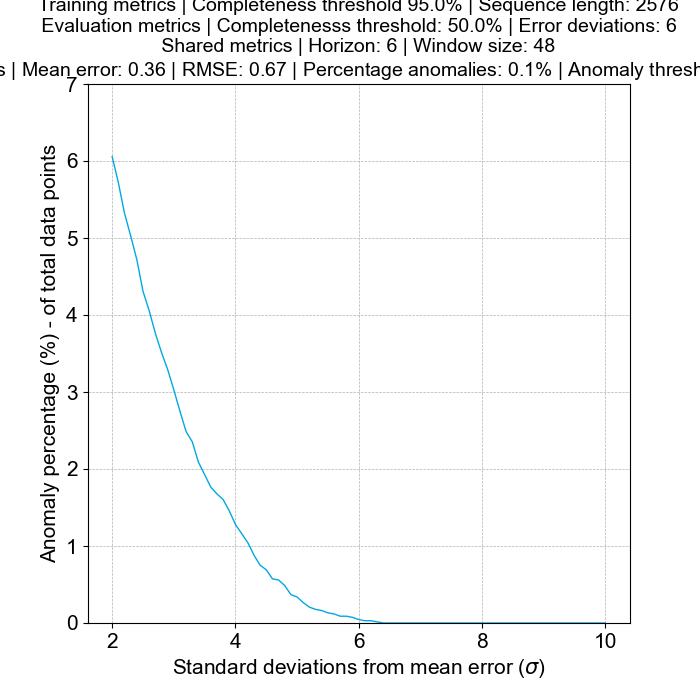 Training metrics | Completeness threshold 95.0% | Sequence length: 2576
Evaluation metrics | Completenesss threshold: 50.0% | Error deviations: 6
Shared metrics | Horizon: 6 | Window size: 48
s | Mean error: 0.36 | RMSE: 0.67 | Percentage anomalies: 0.1% | Anomaly thresh
7
6
5
4
3
2
1
0
Anomaly percentage (%) - of total data points
2 4 6 8 10
Standard deviations from mean error (σ)